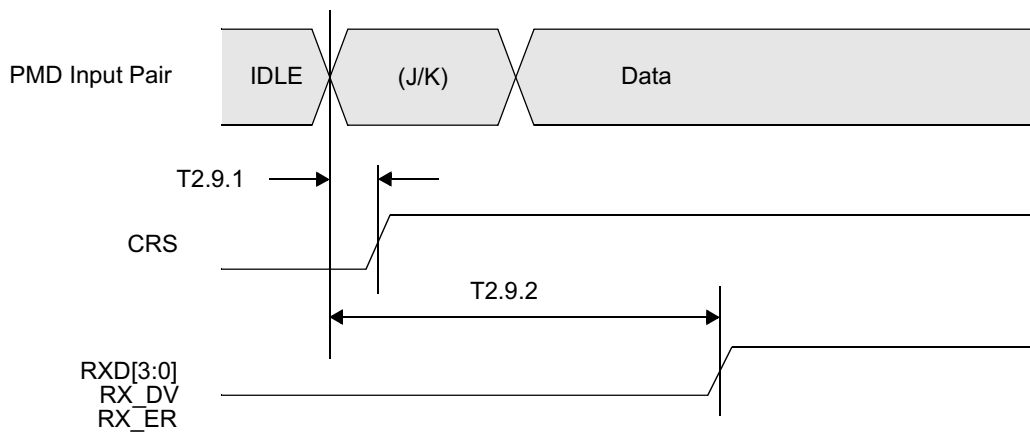 PMD Input Pair
IDLE
(J/K)
Data
T2.9.1
CRS
T2.9.2
RXD[3:0]
RX_DV
RX_ER